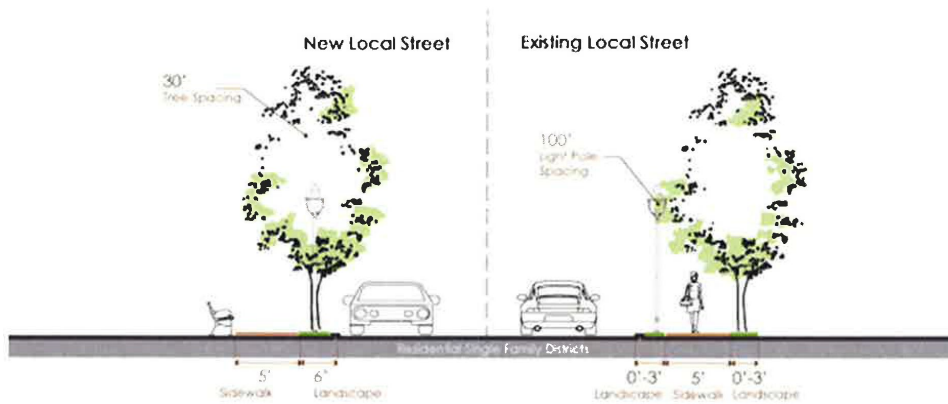 New Local Street
Existing Local Street
30'
Tree Spacing
100'
Light Pole
Spacing
Residential Single Family Districts
5'
6'
0'-3'
5'
0'-3'
Sidewalk
Landscape
Landscape
Sidewalk
Landscape